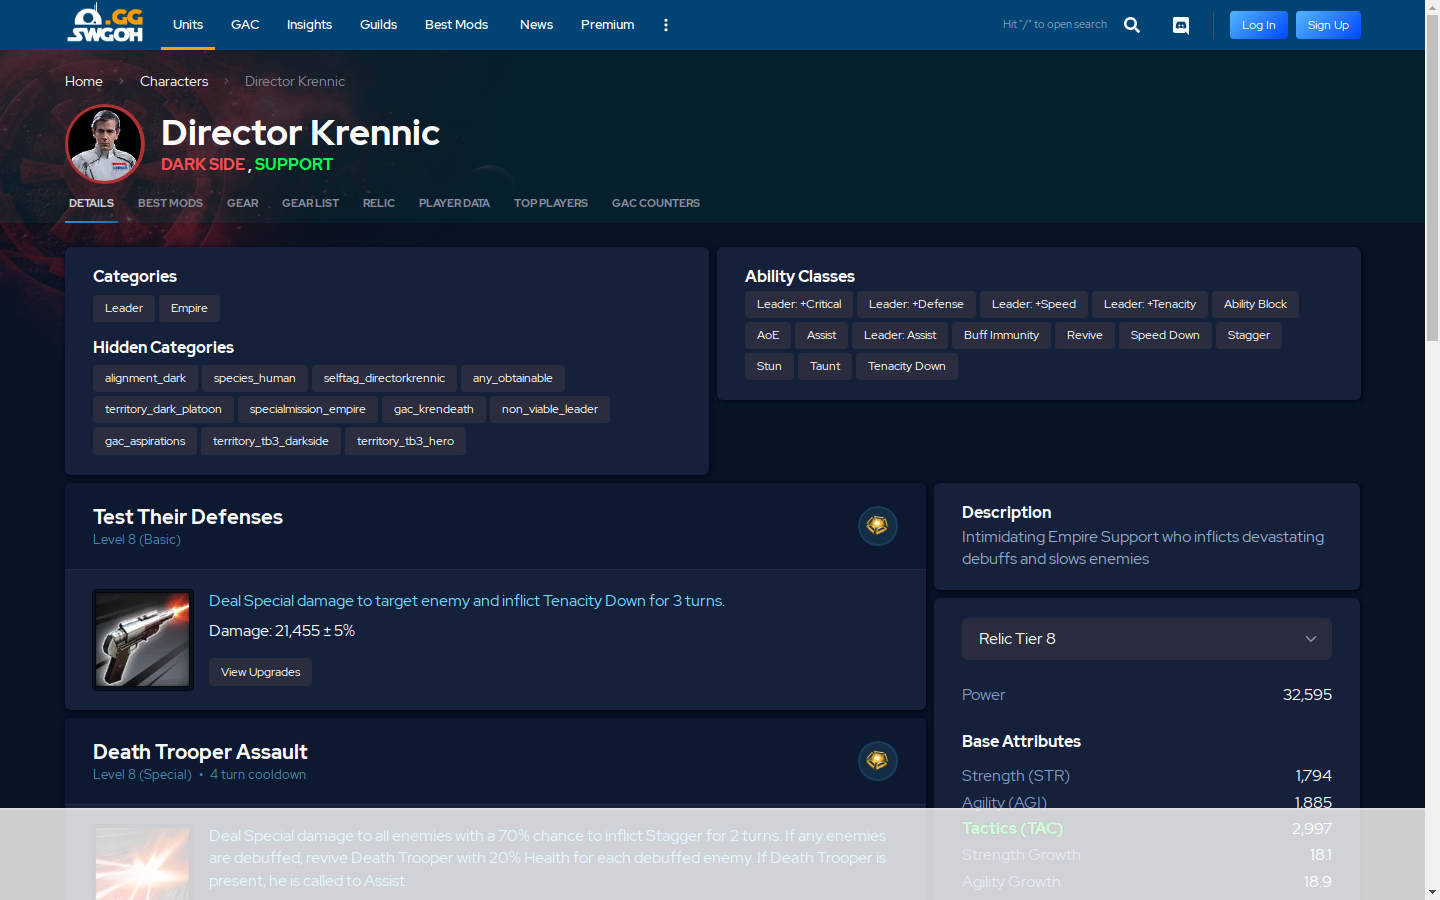 .GG
SWGOH
Units
GAC
Insights
Guilds
Best Mods
News
Premium
Hit "/" to open search
Log In
Sign Up
Home
Characters
Director Krennic
Director Krennic
DARK SIDE , SUPPORT
DETAILS
BEST MODS
GEAR
GEAR LIST
RELIC
PLAYER DATA
TOP PLAYERS
GAC COUNTERS
Categories
Leader
Empire
Hidden Categories
alignment_dark
species_human
selftag_directorkrennic
any_obtainable
territory_dark_platoon
specialmission_empire
gac_krendeath
non_viable_leader
gac_aspirations
territory_tb3_darkside
territory_tb3_hero
Ability Classes
Leader: +Critical
Leader: +Defense
Leader: +Speed
Leader: +Tenacity
Ability Block
AoE
Assist
Leader: Assist
Buff Immunity
Revive
Speed Down
Stagger
Stun
Taunt
Tenacity Down
Test Their Defenses
Level 8 (Basic)
Deal Special damage to target enemy and inflict Tenacity Down for 3 turns.
Damage: 21,455 ± 5%
View Upgrades
Death Trooper Assault
Level 8 (Special) • 4 turn cooldown
Deal Special damage to all enemies with a 70% chance to inflict Stagger for 2 turns. If any enemies
are debuffed, revive Death Trooper with 20% Health for each debuffed enemy. If Death Trooper is
present, he is called to Assist.
Description
Intimidating Empire Support who inflicts devastating
debuffs and slows enemies
Relic Tier 8
Power 32,595
Base Attributes
Strength (STR) 1,794
Agility (AGI) 1,885
Tactics (TAC) 2,997
Strength Growth 18.1
Agility Growth 18.9